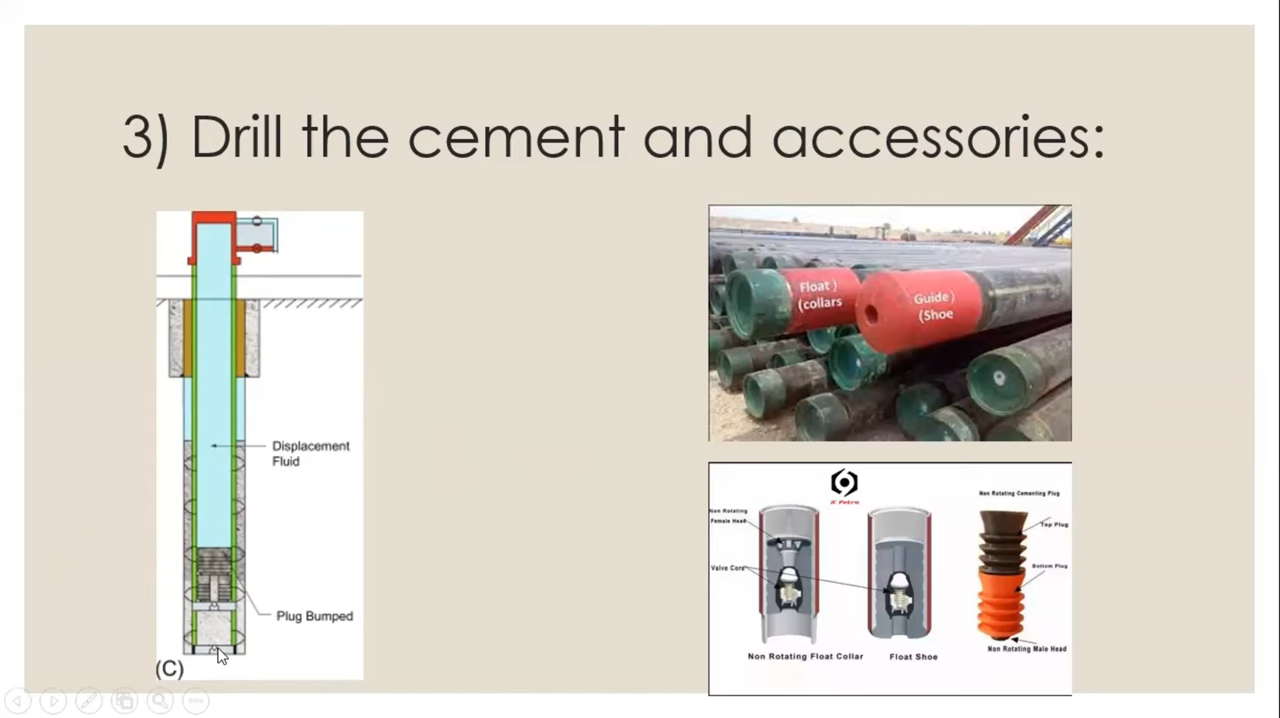 3) Drill the cement and accessories:
Displacement
Fluid
Plug Bumped
(C)
Float )
(collars
Guide)
(Shoe
K Petro
Non Rotating
Female Head
Valve Core
Non Rotating Float Collar
Float Shoe
Non Rotating Cementing Plug
Top Plug
Bottom Plug
Non Rotating Male Head